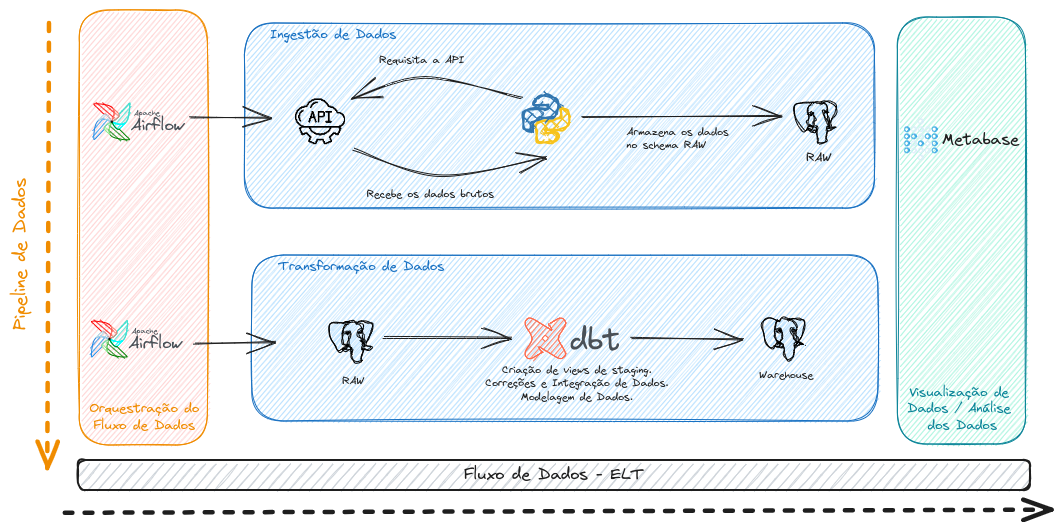 Pipeline de Dados
Apache
Airflow
Apache
Airflow
Orquestração do
Fluxo de Dados
Ingestão de Dados
Requisita a API
API
Recebe os dados brutos
Armazena os dados
no schema RAW
RAW
Transformação de Dados
RAW
dbt
Criação de views de staging.
Correções e Integração de Dados.
Modelagem de Dados.
Warehouse
Metabase
Visualização de
Dados / Análise
dos Dados
Fluxo de Dados - ELT